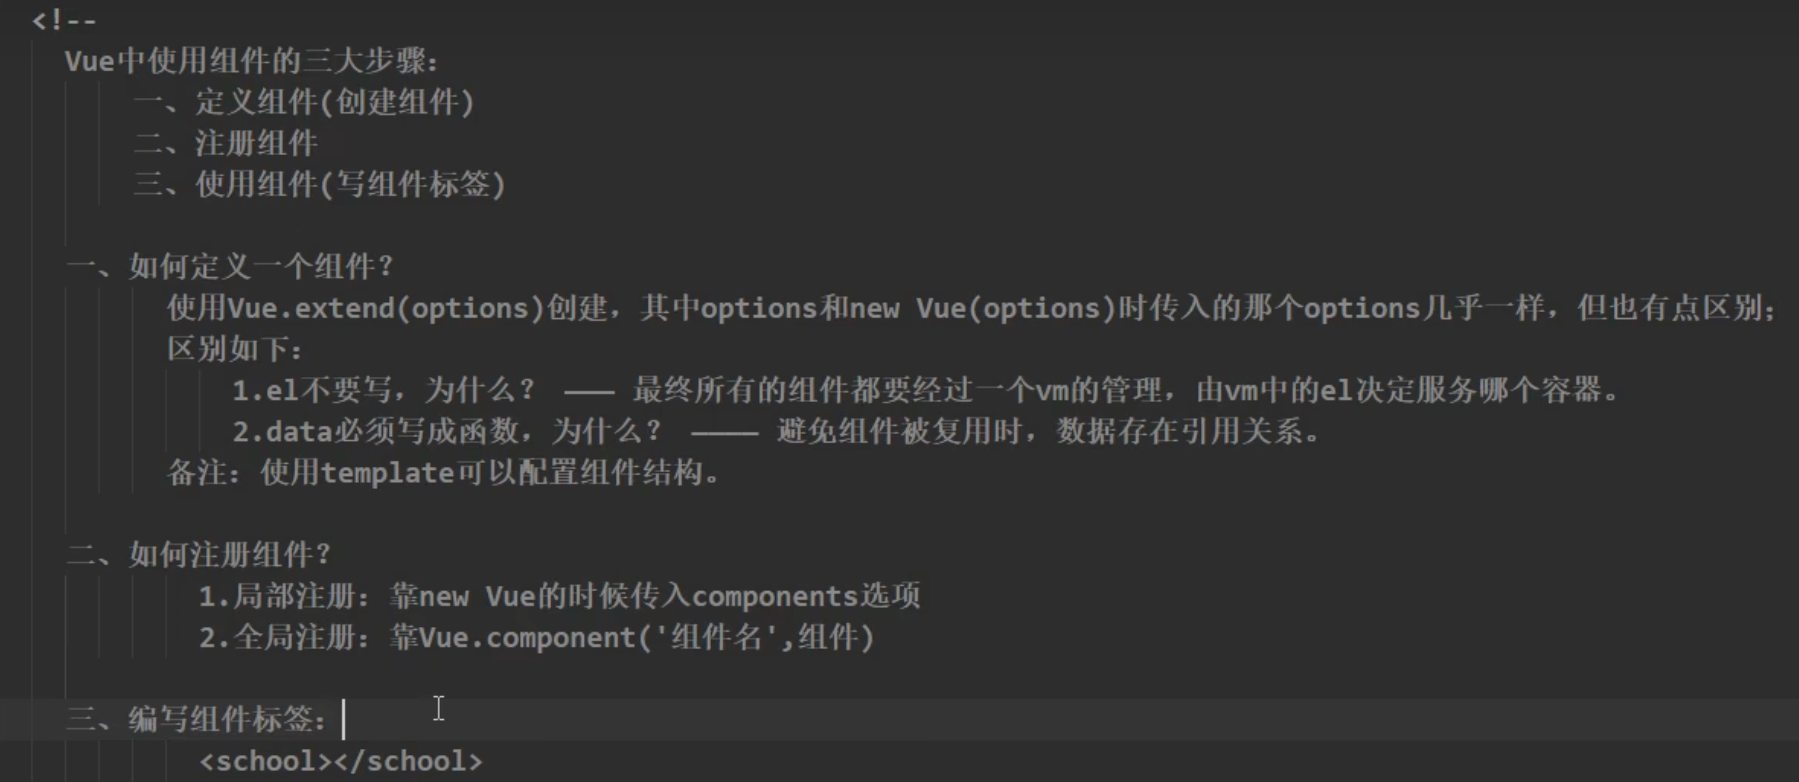 <!--
Vue中使用组件的三大步骤：
一、定义组件(创建组件)
二、注册组件
三、使用组件(写组件标签)
一、如何定义一个组件？
使用Vue.extend(options)创建，其中options和new Vue(options)时传入的那个options几乎一样，但也有点区别；
区别如下：
1.el不要写，为什么？ ——— 最终所有的组件都要经过一个vm的管理，由vm中的el决定服务哪个容器。
2.data必须写成函数，为什么？ ———— 避免组件被复用时，数据存在引用关系。
备注：使用template可以配置组件结构。
二、如何注册组件？
1.局部注册：靠new Vue的时候传入components选项
2.全局注册：靠Vue.component('组件名',组件)
三、编写组件标签：
<school></school>